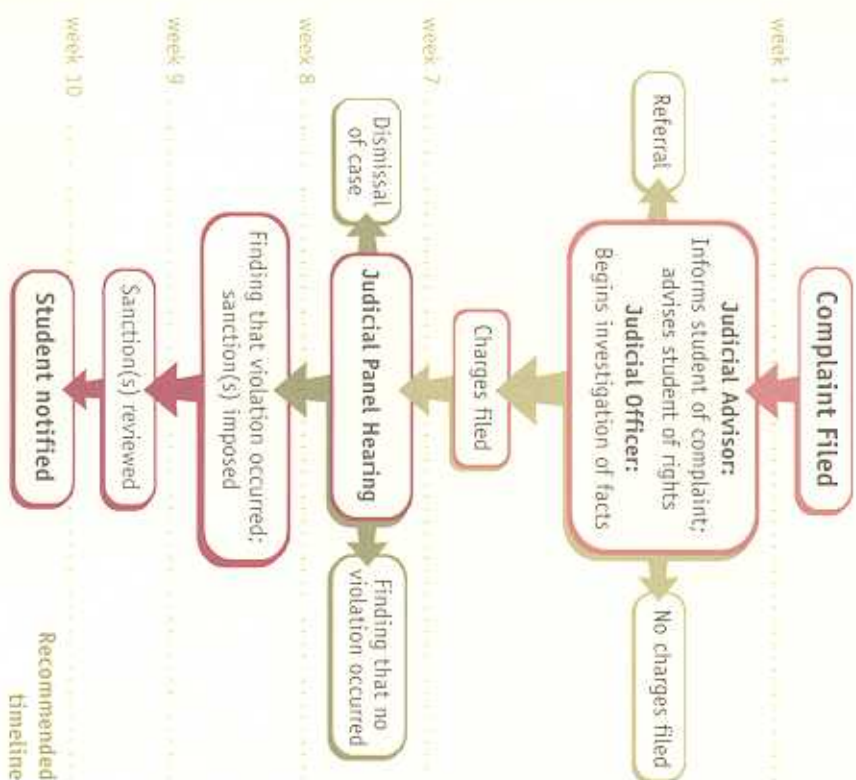 Complaint Filed
week 1
Judicial Advisor:
Informs student of complaint;
advises student of rights
Judicial Officer:
Begins investigation of facts
Referral
No charges filed
Charges filed
week 7
Judicial Panel Hearing
Dismissal
of case
Finding that no
violation occurred
week 8
Finding that violation occurred;
sanction(s) imposed
week 9
Sanction(s) reviewed
week 10
Student notified
Recommended
timeline